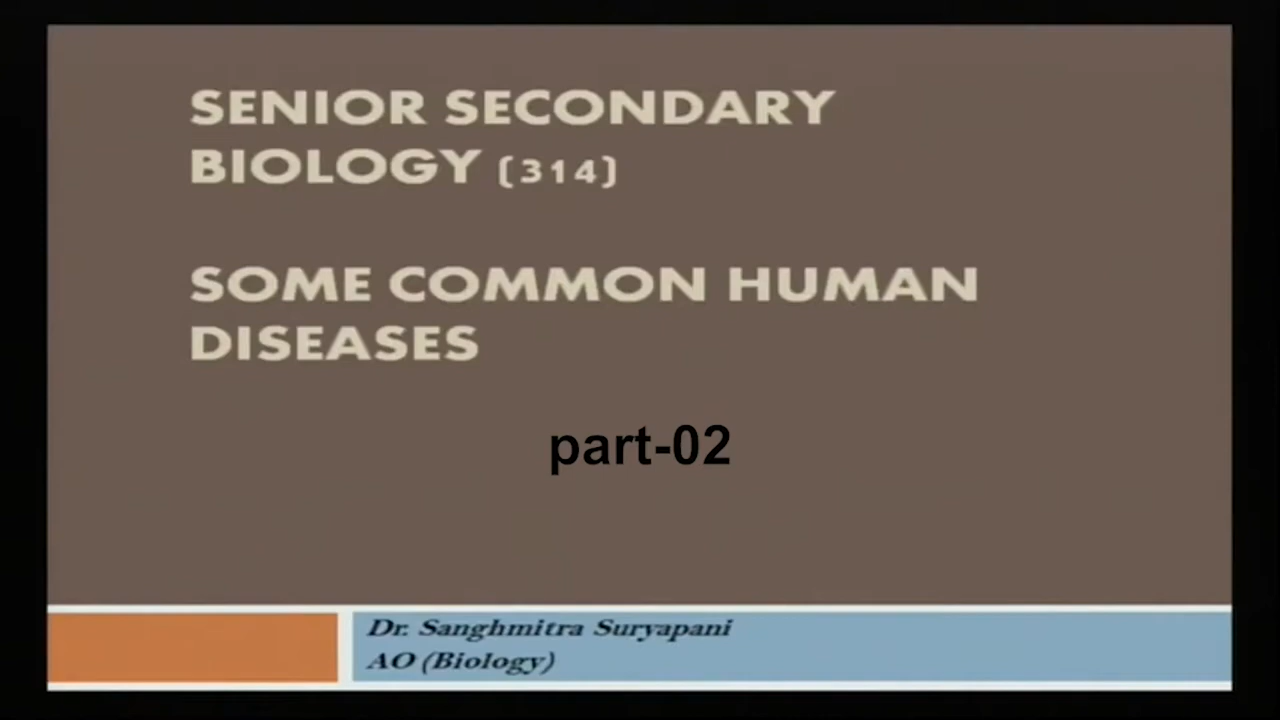 SENIOR SECONDARY
BIOLOGY (314)
SOME COMMON HUMAN
DISEASES
part-02
Dr. Sanghmitra Suryapani
AO (Biology)